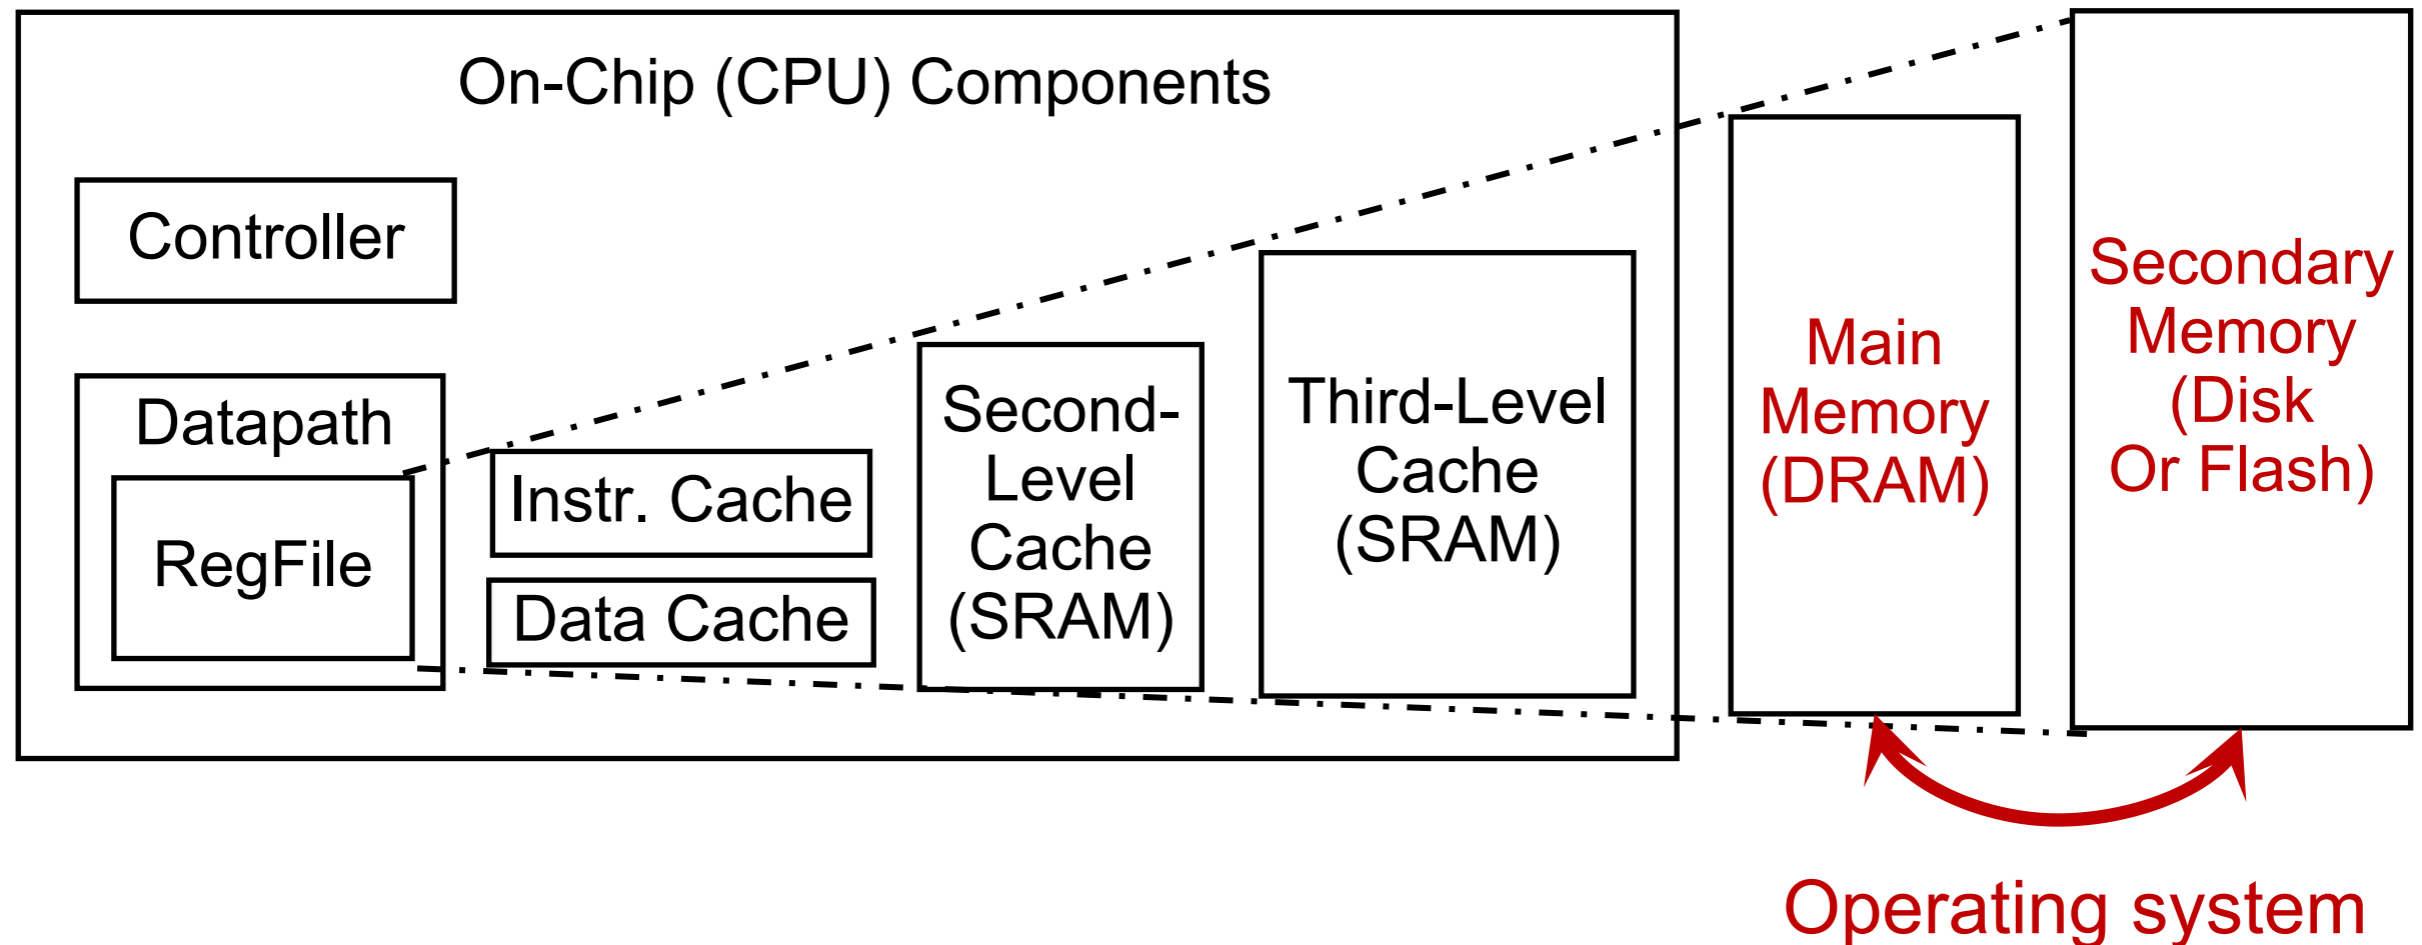 On-Chip (CPU) Components
Controller
Datapath
RegFile
Instr. Cache
Data Cache
Second-
Level
Cache
(SRAM)
Third-Level
Cache
(SRAM)
Main
Memory
(DRAM)
Secondary
Memory
(Disk
Or Flash)
Operating system